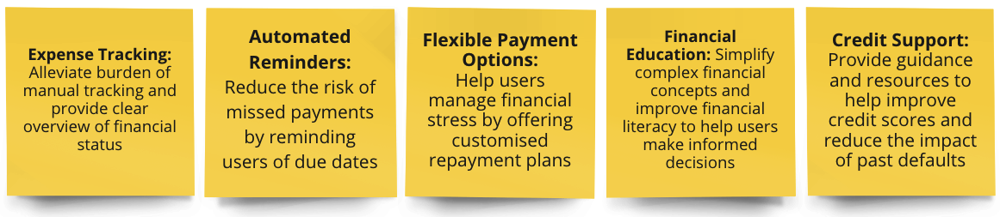 Expense Tracking:
Alleviate burden of
manual tracking and
provide clear
overview of financial
status
Automated
Reminders:
Reduce the risk of
missed payments
by reminding
users of due dates
Flexible Payment
Options:
Help users
manage financial
stress by offering
customised
repayment plans
Financial
Education: Simplify
complex financial
concepts and
improve financial
literacy to help users
make informed
decisions
Credit Support:
Provide guidance
and resources to
help improve
credit scores and
reduce the impact
of past defaults